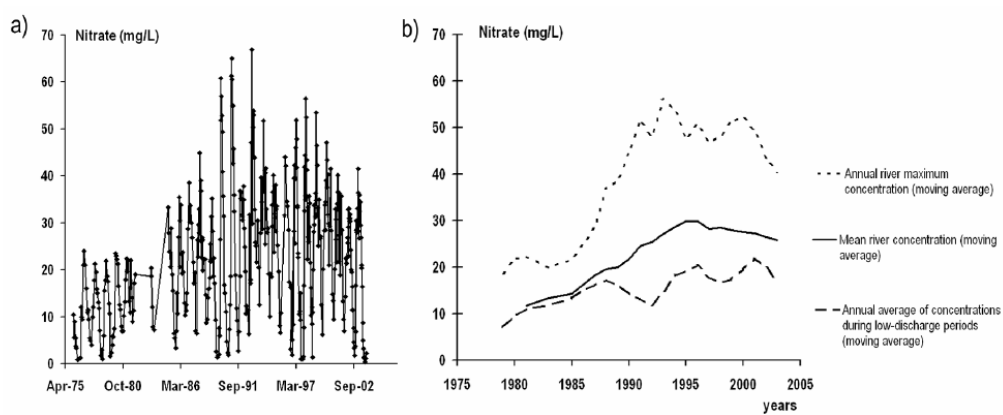 a)
Nitrate (mg/L)
70
60
50
40
30
20
10
0
Apr-75
Oct-80
Mar-86
Sep-91
Mar-97
Sep-02
b)
Nitrate (mg/L)
70
60
50
40
30
20
10
0
1975
1980
1985
1990
1995
2000
2005
years
Annual river maximum
concentration (moving average)
Mean river concentration (moving
average)
Annual average of concentrations
during low-discharge periods
(moving average)